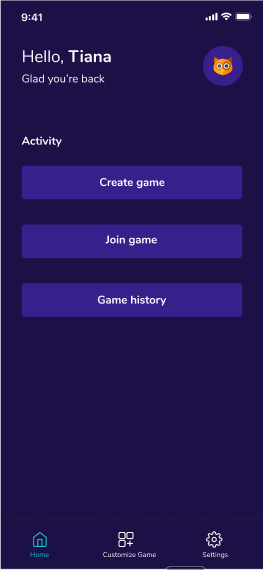 9:41
Hello, Tiana
Glad you're back
Activity
Create game
Join game
Game history
Home
Customize Game
Settings